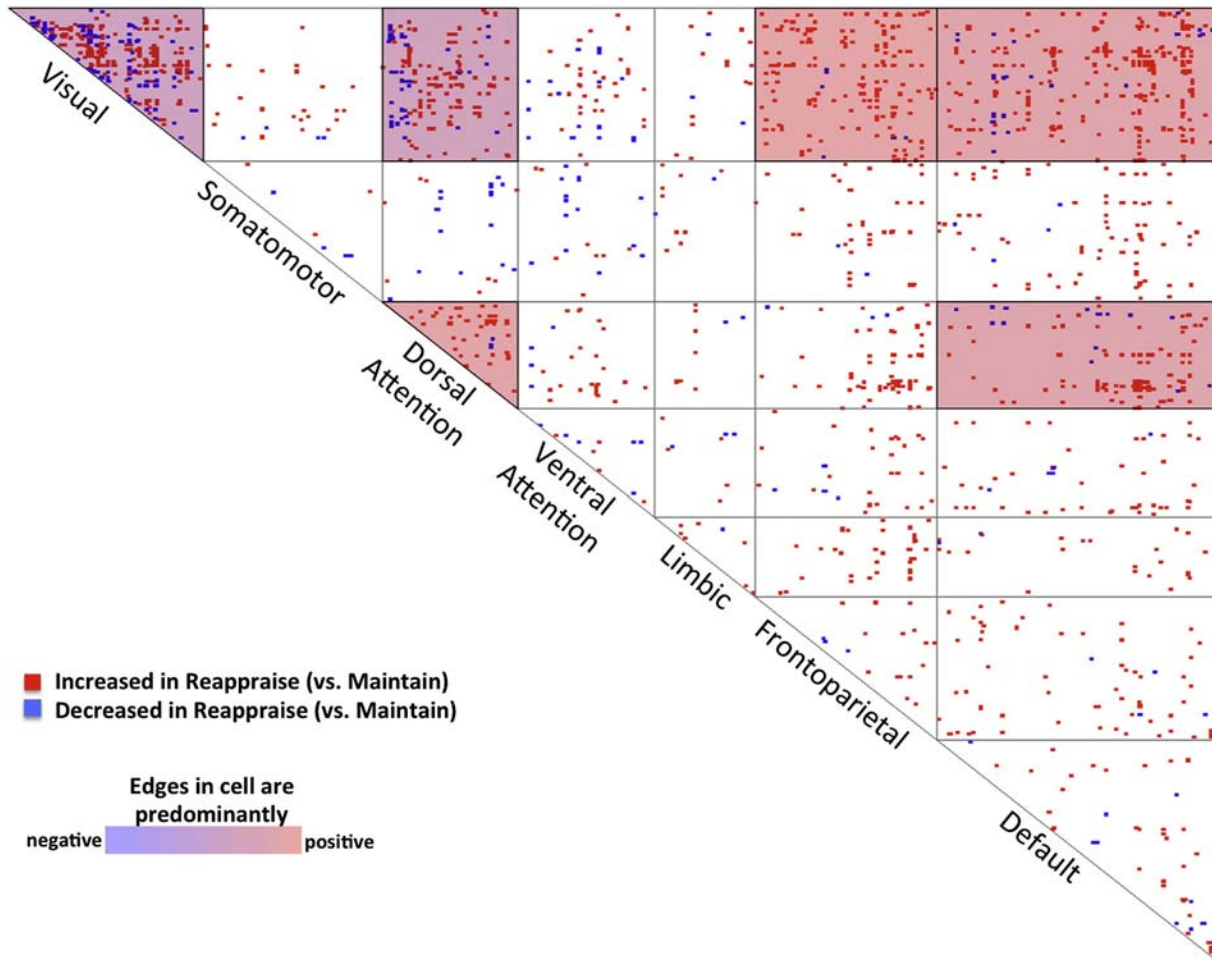 Visual
Somatomotor
Dorsal
Attention
Ventral
Attention
Limbic
Frontoparietal
Default
Increased in Reappraise (vs. Maintain)
Decreased in Reappraise (vs. Maintain)
Edges in cell are
predominantly
negative positive